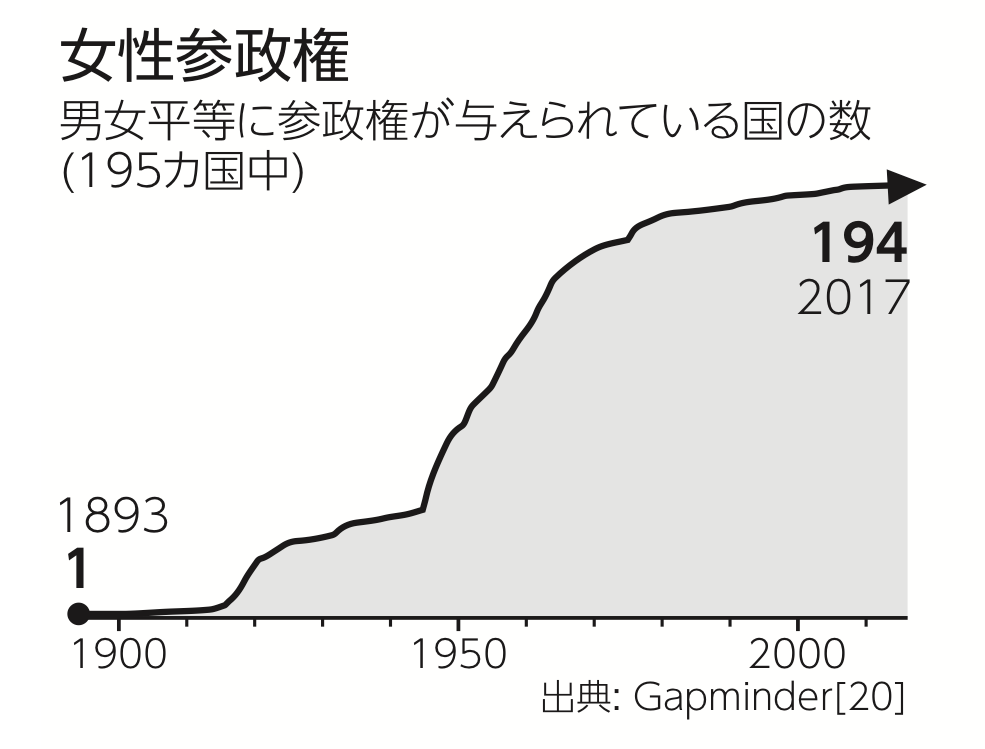 女性参政権
男女平等に参政権が与えられている国の数
(195カ国中)
194
2017
1893
1
1900 1950 2000
出典: Gapminder[20]